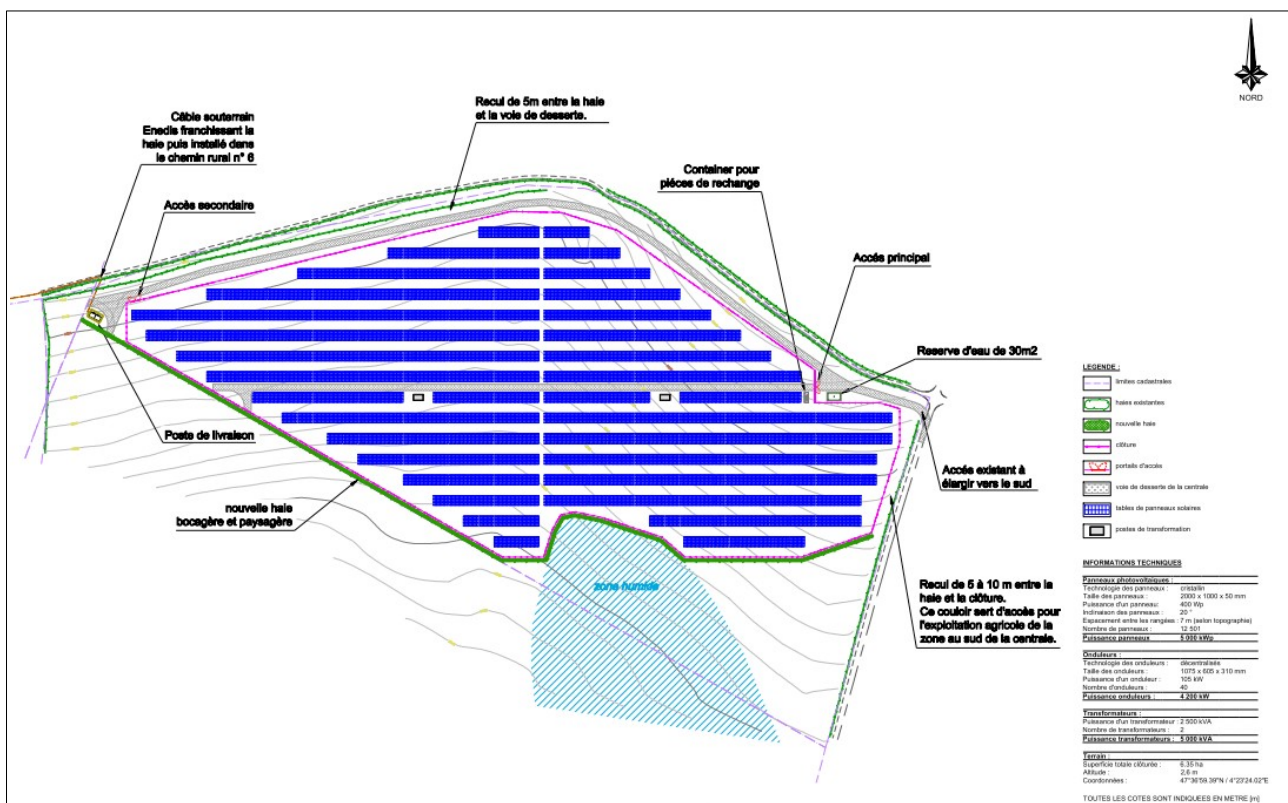 NORD
Recul de 5m entre la haie
et la voie de desserte.
Câble souterrain
Enedis franchissant la
haie puis installé dans
le chemin rural n° 6
Container pour
pièces de rechange
Accès secondaire
Accès principal
Reserve d'eau de 30m2
Poste de livraison
Accès existant à
élargir vers le sud
nouvelle haie
bocagère et paysagère
zone humide
Recul de 5 à 10 m entre la
haie et la clôture.
Ce couloir sert d'accès pour
l'exploitation agricole de la
zone au sud de la centrale.
LEGENDE :
limites cadastrales
haies existantes
nouvelle haie
clôture
portails d'accès
voie de desserte de la centrale
tables de panneaux solaires
postes de transformation
INFORMATIONS TECHNIQUES
Panneaux photovoltaïques :
Technologie des panneaux : cristallin
Taille des panneaux : 2000 x 1000 x 50 mm
Puissance d'un panneau: 400 Wp
Inclinaison des panneaux : 20 °
Espacement entre les rangées : 7 m (selon topographie)
Nombre de panneaux : 12 501
Puissance panneaux 5 000 kWp
Onduleurs :
Technologie des onduleurs : décentralisés
Taille des onduleurs : 1075 x 605 x 310 mm
Puissance d'un onduleur : 105 kW
Nombre d'onduleurs : 40
Puissance onduleurs : 4 200 kW
Transformateurs :
Puissance d'un transformateur : 2 500 kVA
Nombre de transformateurs : 2
Puissance transformateurs : 5 000 kVA
Terrain :
Superficie totale clôturée : 6.35 ha
Altitude : 2,6 m
Coordonnées : 47°36'59.39"N / 4°23'24.02"E
TOUTES LES COTES SONT INDIQUEES EN METRE [m]